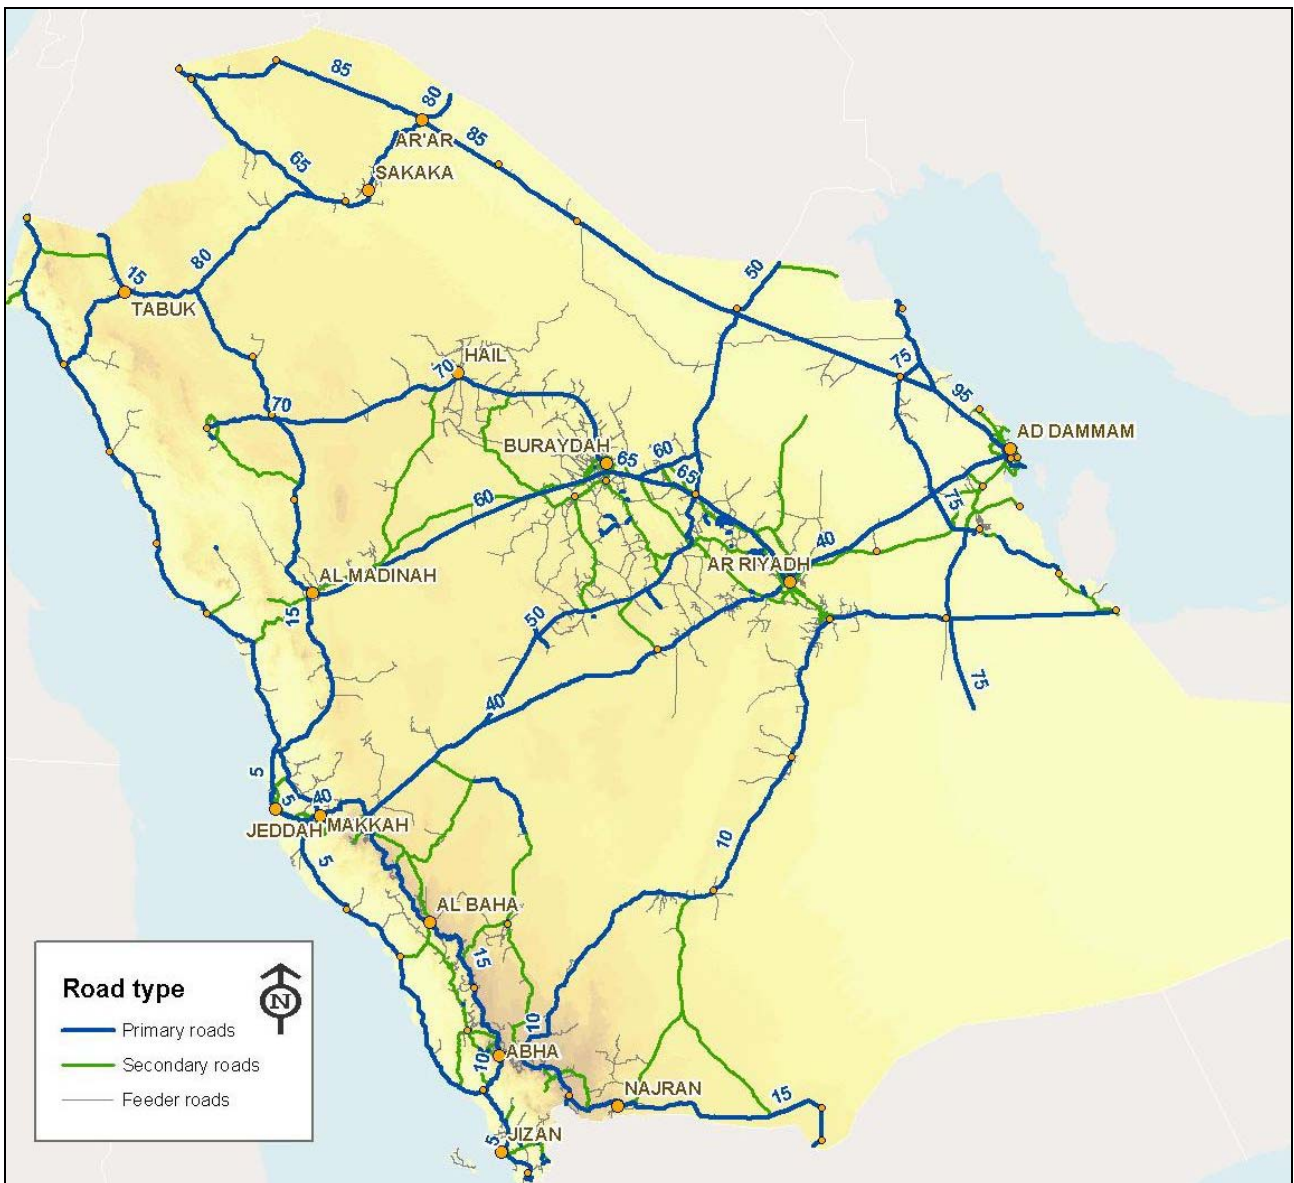 85
80
AR'AR
85
65
SAKAKA
80
15
TABUK
50
HAIL
70
75
95
70
AD DAMMAM
BURAYDAH
65
60
65
60
75
40
AR RIYADH
AL MADINAH
15
50
75
40
5
5
40
JEDDAH
MAKKAH
5
10
AL BAHA
15
10
ABHA
10
NAJRAN
15
JIZAN
5
Road type
N
Primary roads
Secondary roads
Feeder roads